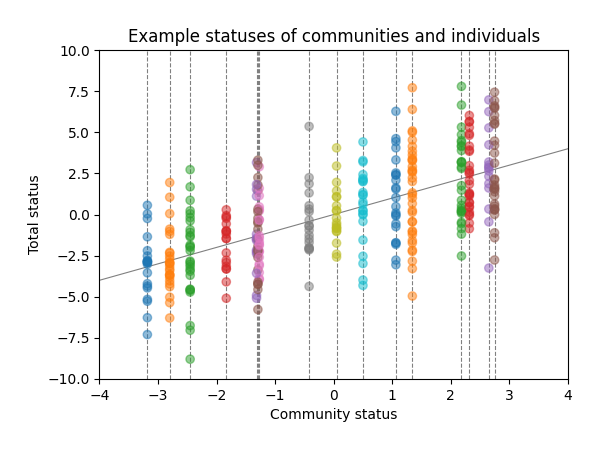 Example statuses of communities and individuals
10.0
7.5
5.0
2.5
0.0
−2.5
−5.0
−7.5
−10.0
Total status
−4 −3 −2 −1 0 1 2 3 4
Community status